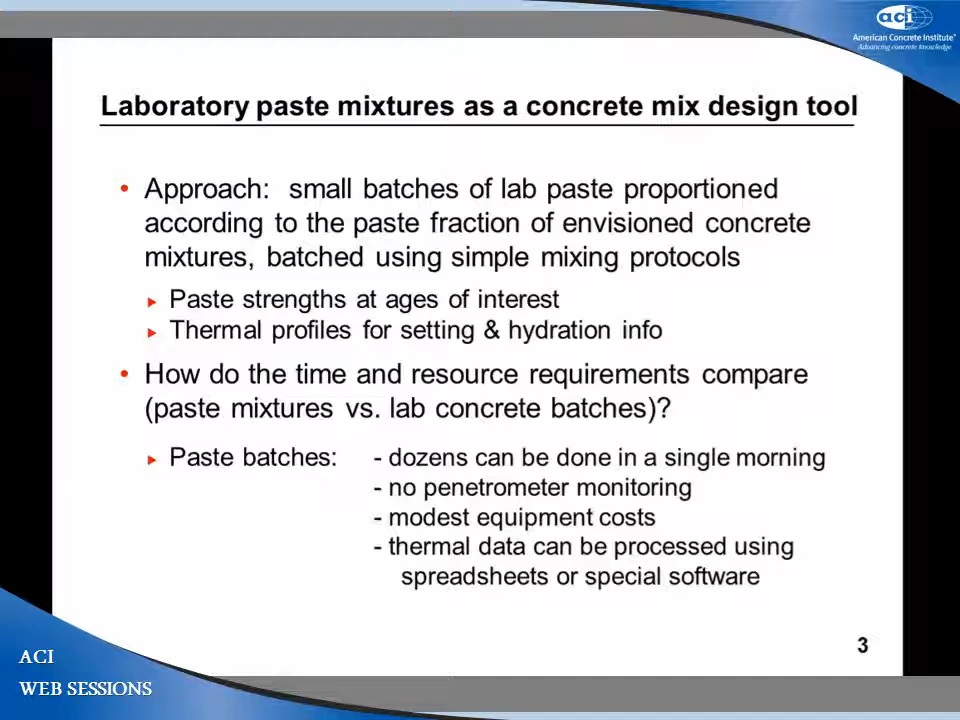 aci
American Concrete Institute®
Advancing concrete knowledge
Laboratory paste mixtures as a concrete mix design tool
• Approach: small batches of lab paste proportioned
according to the paste fraction of envisioned concrete
mixtures, batched using simple mixing protocols
► Paste strengths at ages of interest
► Thermal profiles for setting & hydration info
• How do the time and resource requirements compare
(paste mixtures vs. lab concrete batches)?
► Paste batches: - dozens can be done in a single morning
- no penetrometer monitoring
- modest equipment costs
- thermal data can be processed using
spreadsheets or special software
3
ACI
WEB SESSIONS